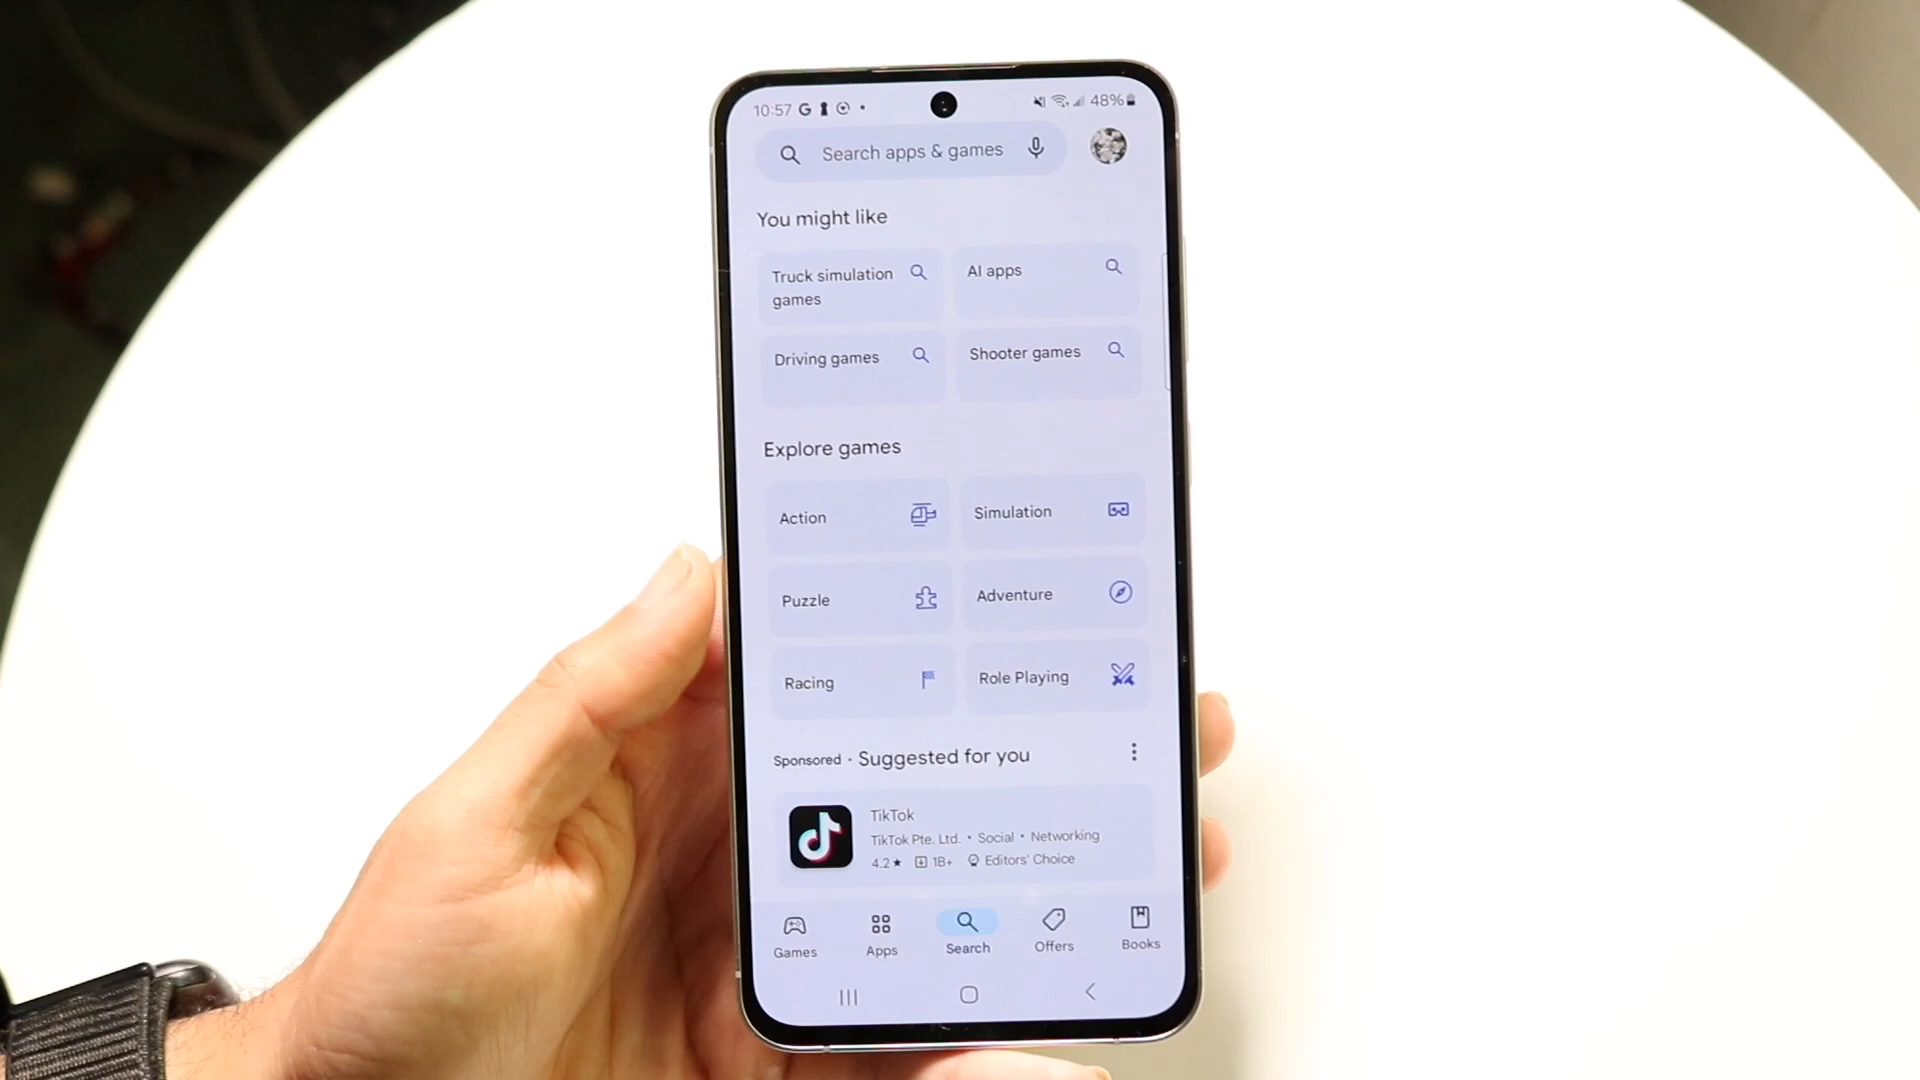 10:57 G 48%
Search apps & games
You might like
Truck simulation
games
AI apps
Driving games
Shooter games
Explore games
Action
Simulation
Puzzle
Adventure
Racing
Role Playing
Sponsored · Suggested for you
TikTok
TikTok Pte. Ltd. • Social • Networking
4.2★ 1B+ Editors' Choice
Games
Apps
Search
Offers
Books